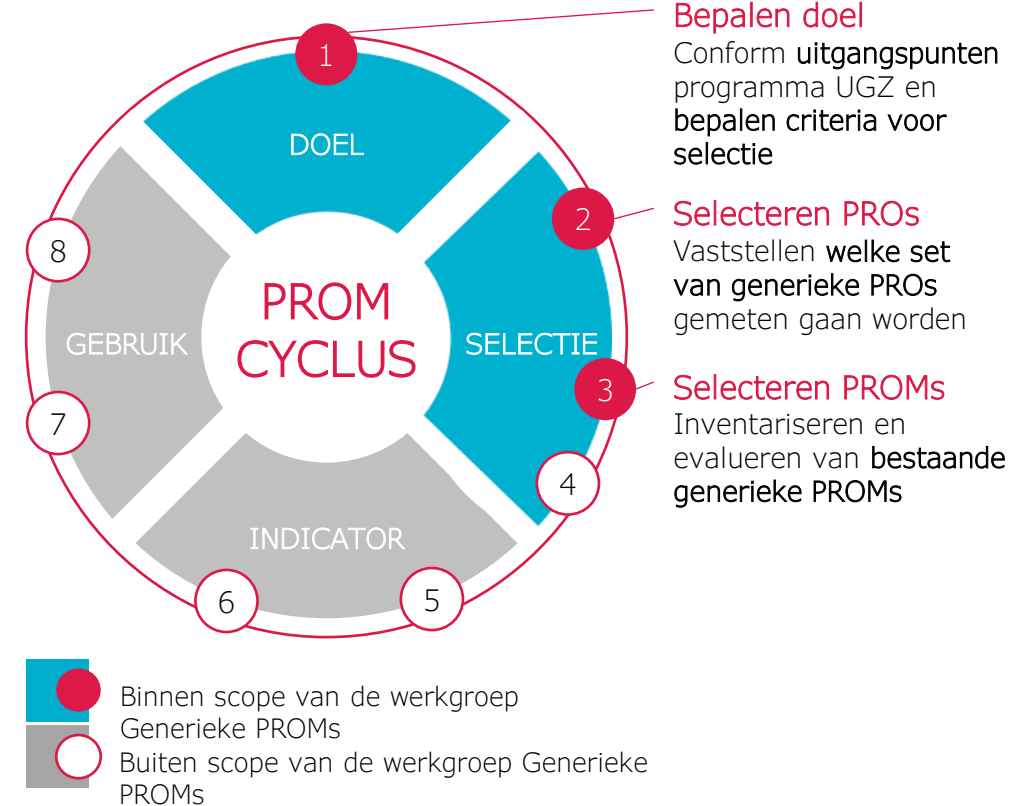 1
DOEL
2
8
PROM
CYCLUS
GEBRUIK
SELECTIE
3
7
4
INDICATOR
6
5
Bepalen doel
Conform uitgangspunten
programma UGZ en
bepalen criteria voor
selectie
Selecteren PROs
Vaststellen welke set
van generieke PROs
gemeten gaan worden
Selecteren PROMs
Inventariseren en
evalueren van bestaande
generieke PROMs
Binnen scope van de werkgroep
Generieke PROMs
Buiten scope van de werkgroep Generieke
PROMs